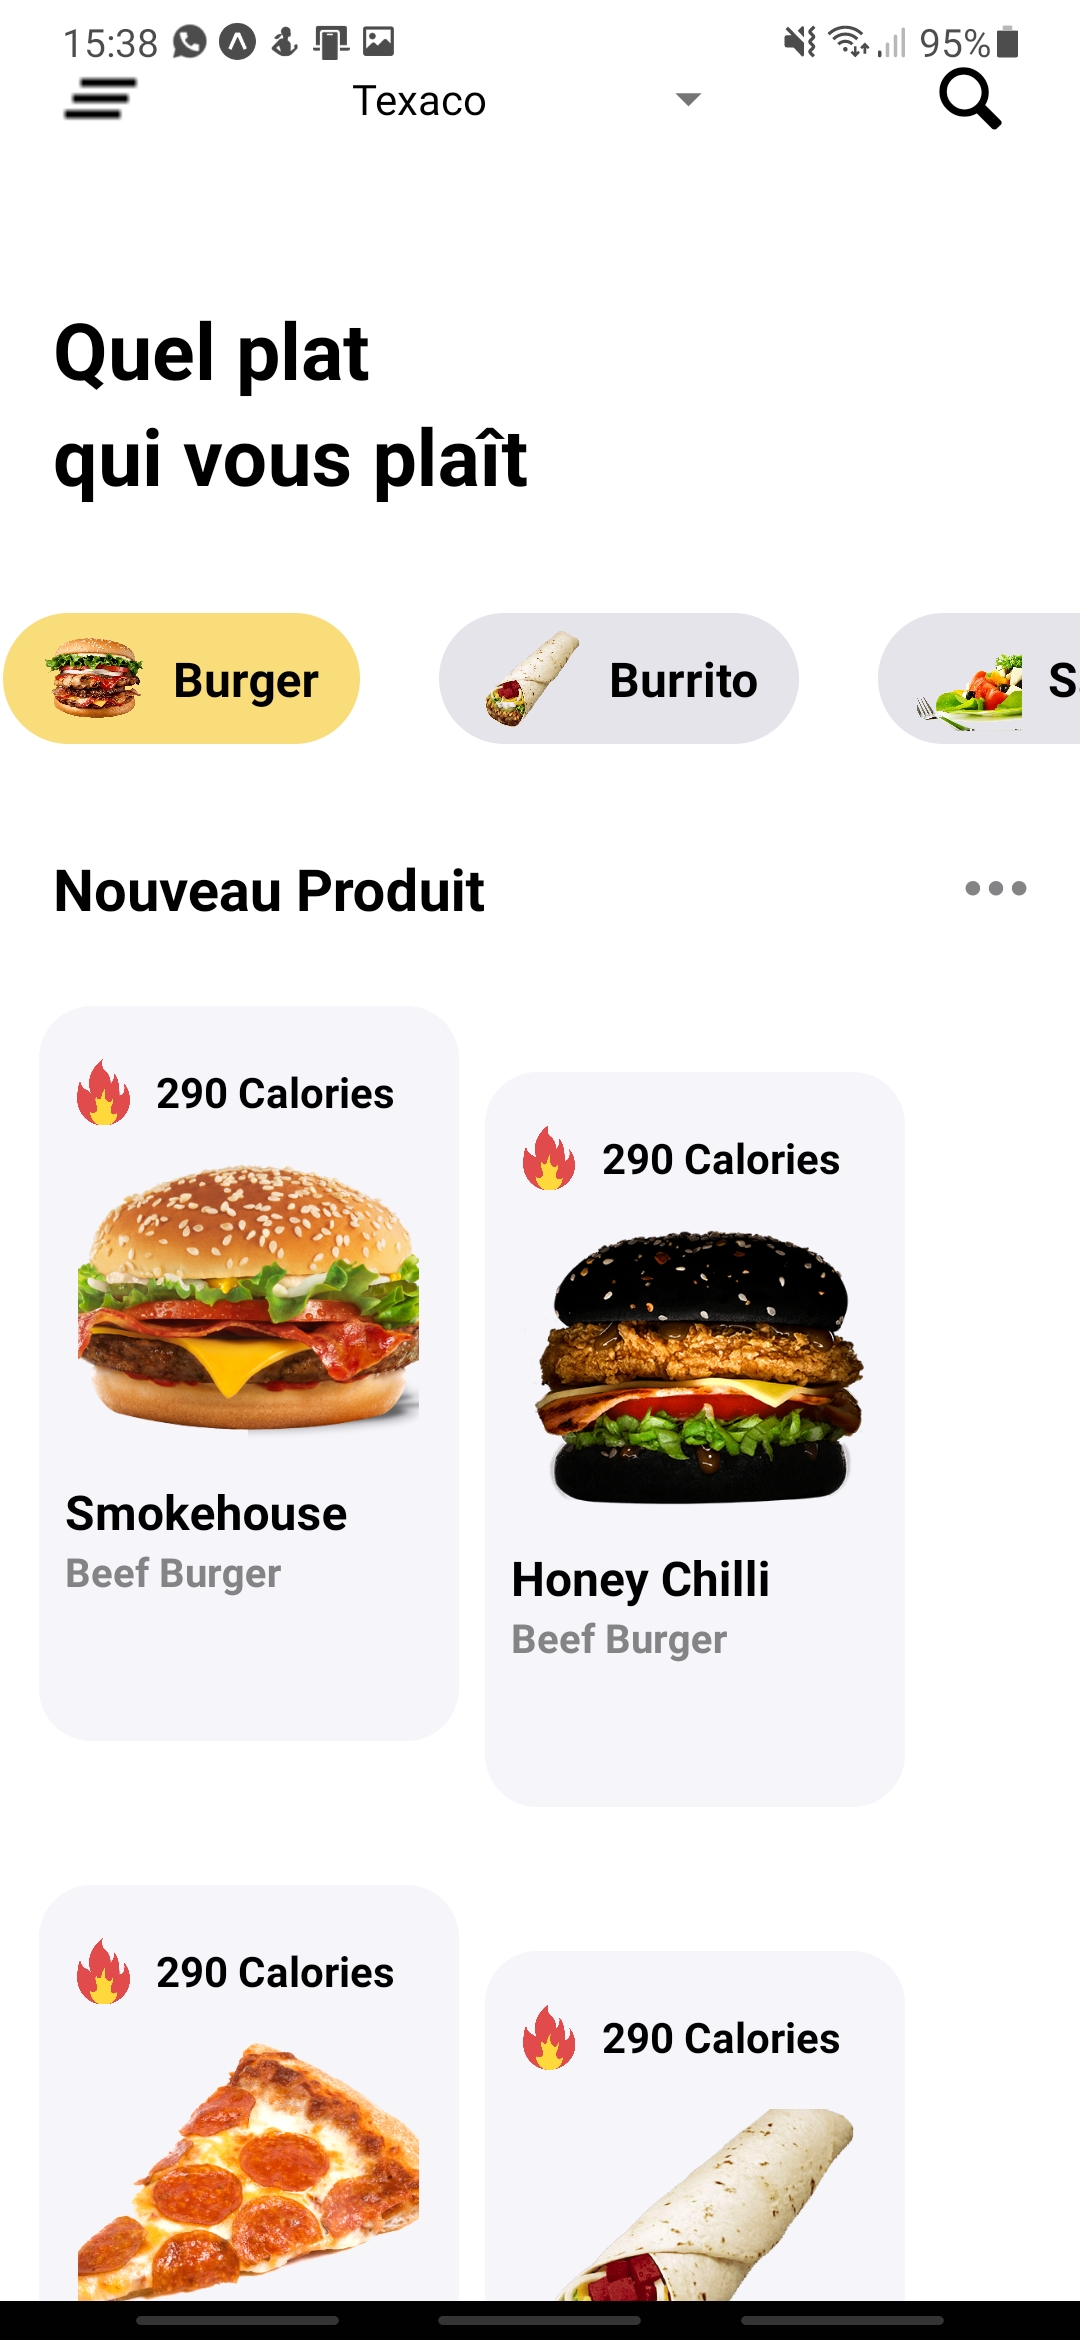 15:38
95%
Texaco
Quel plat
qui vous plaît
Burger
Burrito
S
Nouveau Produit
290 Calories
290 Calories
Smokehouse
Beef Burger
Honey Chilli
Beef Burger
290 Calories
290 Calories